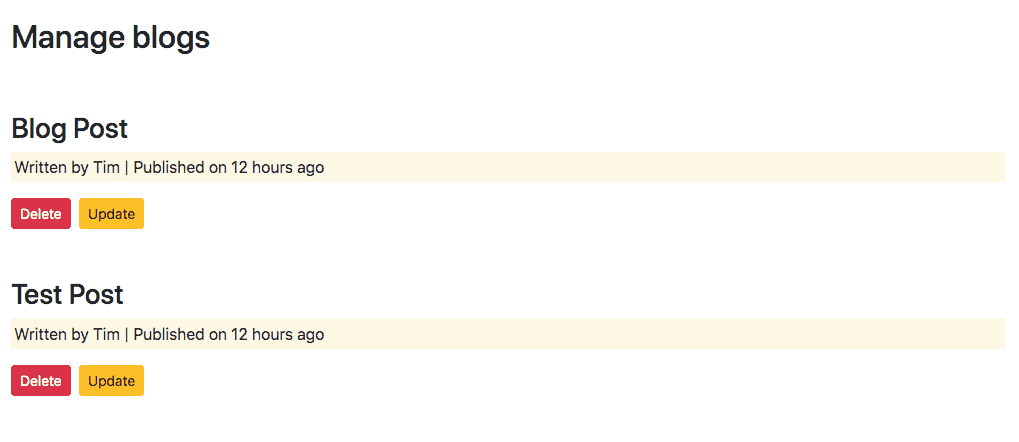 Manage blogs
Blog Post
Written by Tim | Published on 12 hours ago
Delete Update
Test Post
Written by Tim | Published on 12 hours ago
Delete Update